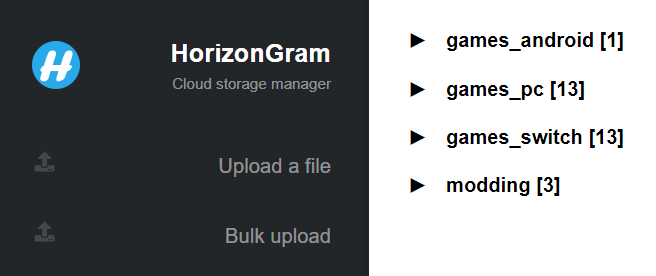 HorizonGram
Cloud storage manager
Upload a file
Bulk upload
games_android [1]
games_pc [13]
games_switch [13]
modding [3]